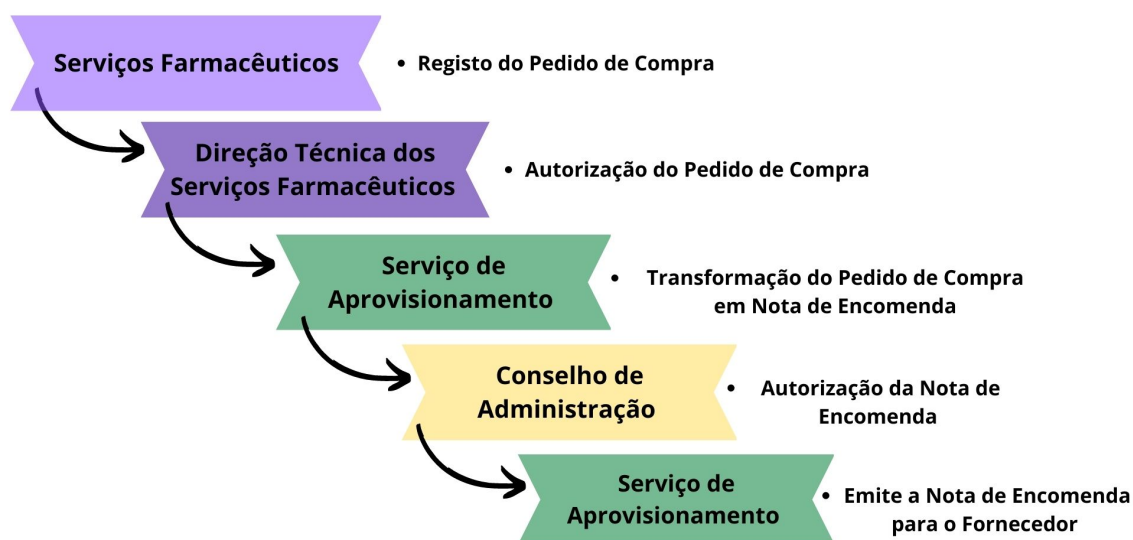 Serviços Farmacêuticos
• Registo do Pedido de Compra
Direção Técnica dos
Serviços Farmacêuticos
• Autorização do Pedido de Compra
Serviço de
Aprovisionamento
• Transformação do Pedido de Compra
em Nota de Encomenda
Conselho de
Administração
• Autorização da Nota de
Encomenda
Serviço de
Aprovisionamento
• Emite a Nota de Encomenda
para o Fornecedor